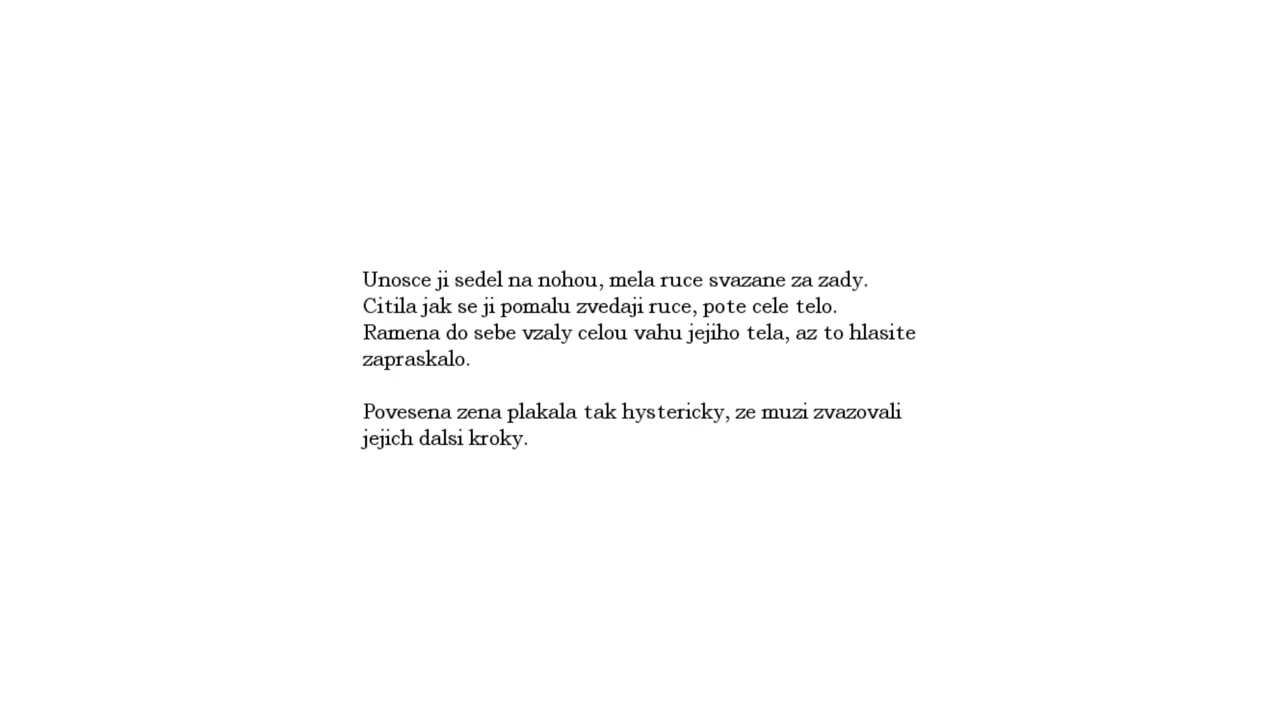 Unosce ji sedel na nohou, mela ruce svazane za zady.
Citila jak se ji pomalu zvedaji ruce, pote cele telo.
Ramena do sebe vzaly celou vahu jejiho tela, az to hlasite
zapraskalo.

Povesena zena plakala tak hystericky, ze muzi zvazovali
jejich dalsi kroky.